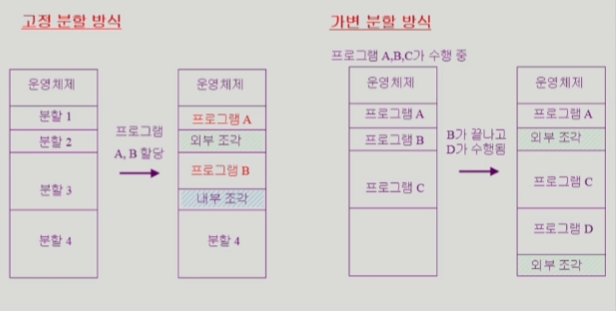 고정 분할 방식
운영체제
분할 1
분할 2
분할 3
분할 4
프로그램
A, B 할당
운영체제
프로그램 A
외부 조각
프로그램 B
내부 조각
분할 4
가변 분할 방식
프로그램 A,B,C가 수행 중
운영체제
프로그램 A
프로그램 B
프로그램 C
B가 끝나고
D가 수행됨
운영체제
프로그램 A
외부 조각
프로그램 C
프로그램 D
외부 조각